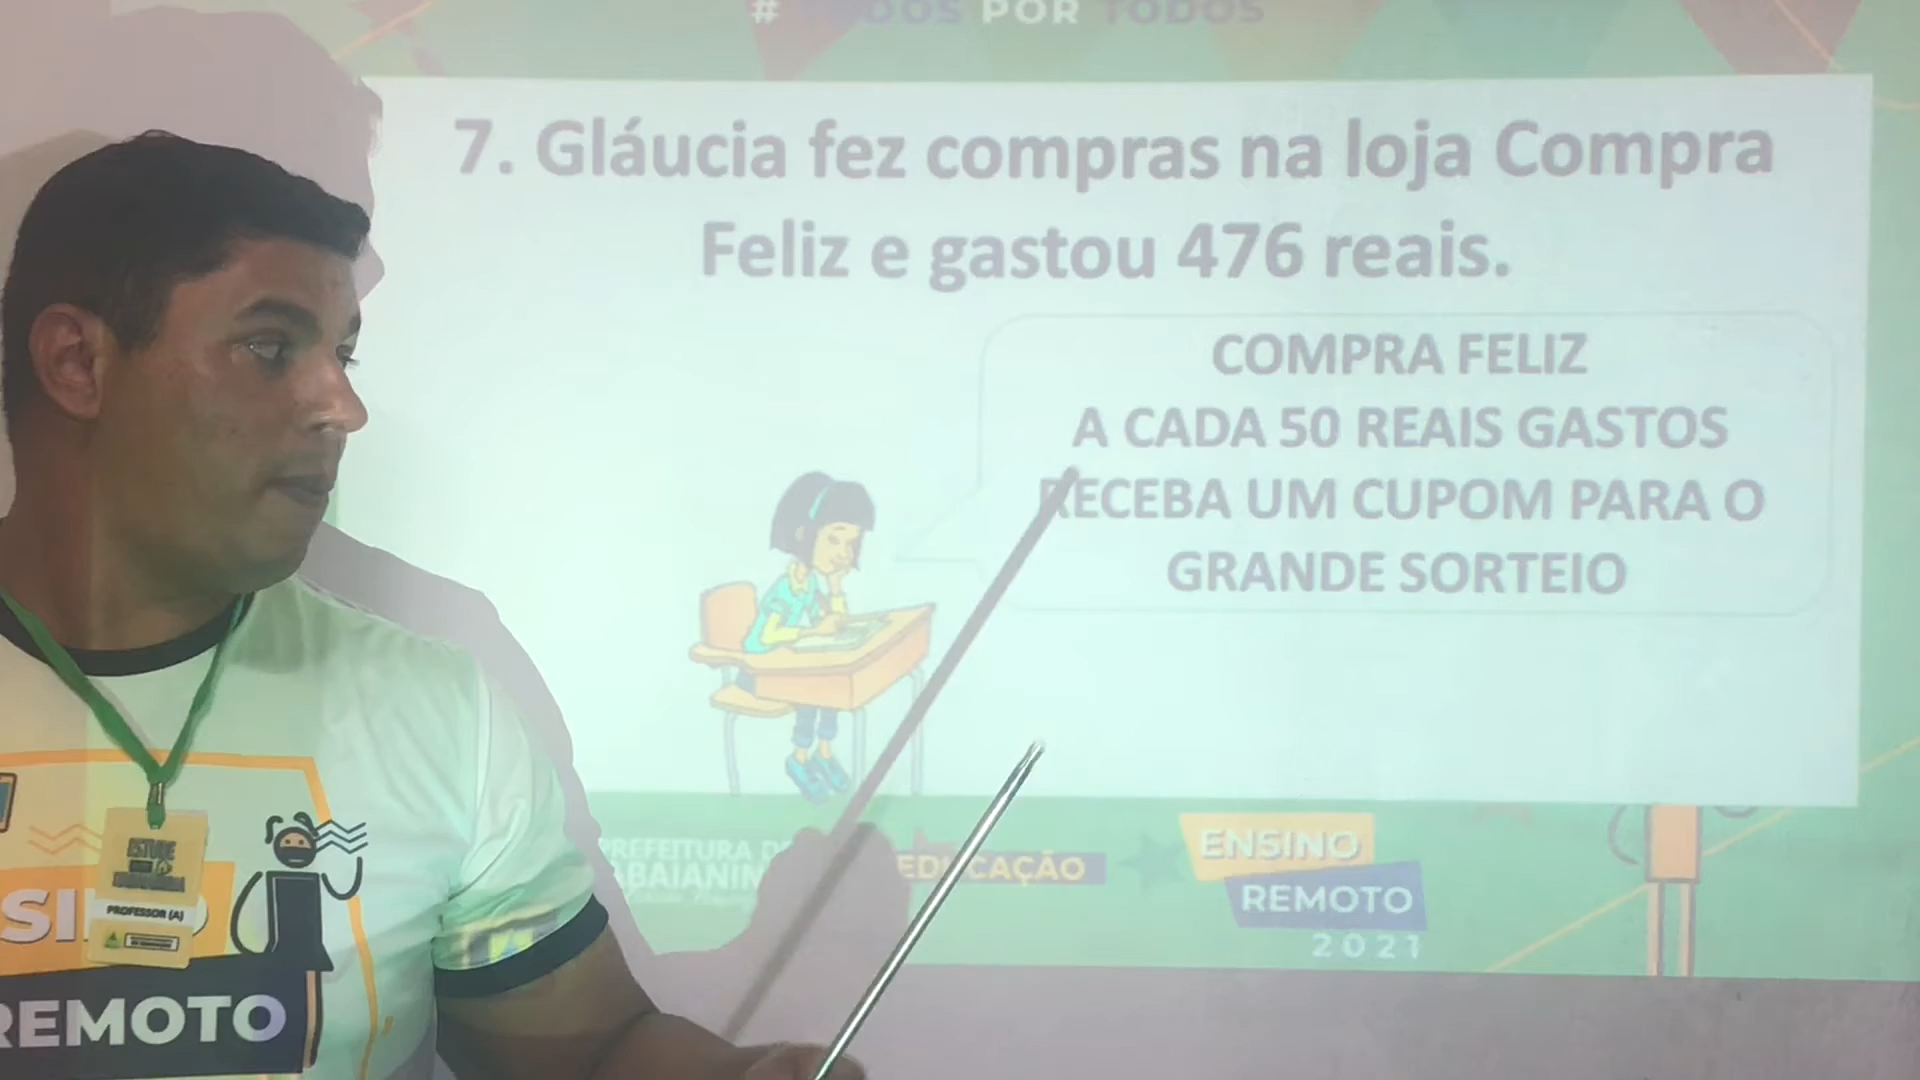 # TODOS POR TODOS
7. Gláucia fez compras na loja Compra
Feliz e gastou 476 reais.
COMPRA FELIZ
A CADA 50 REAIS GASTOS
RECEBA UM CUPOM PARA O
GRANDE SORTEIO
PREFEITURA DE
EDUCAÇÃO
ENSINO
REMOTO
2021
PROFESSOR (A)
REMOTO